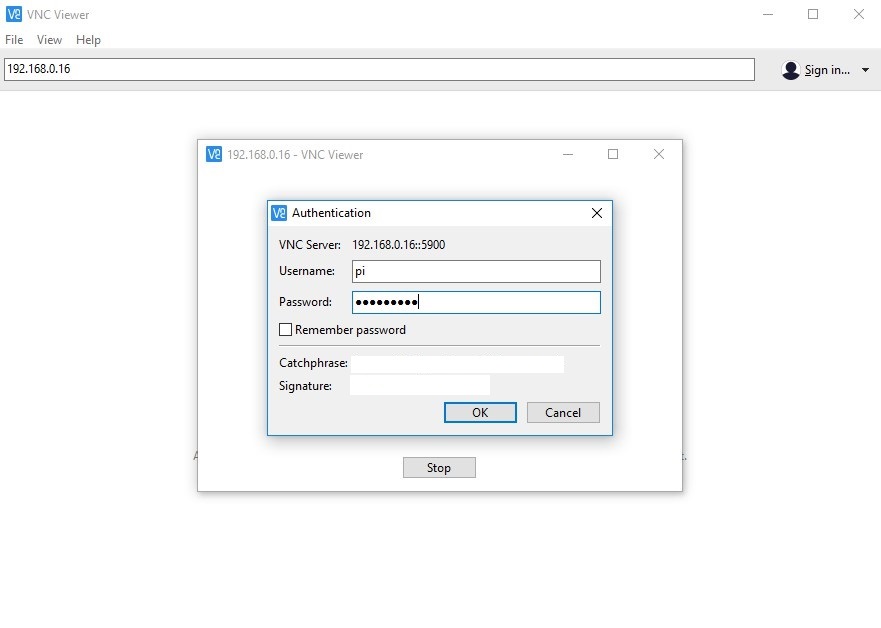 VNC Viewer
File View Help
192.168.0.16
Sign in...
192.168.0.16 - VNC Viewer
Authentication
VNC Server: 192.168.0.16::5900
Username: pi
Password: ●●●●●●●●●
Remember password
Catchphrase:
Signature:
OK Cancel
Stop